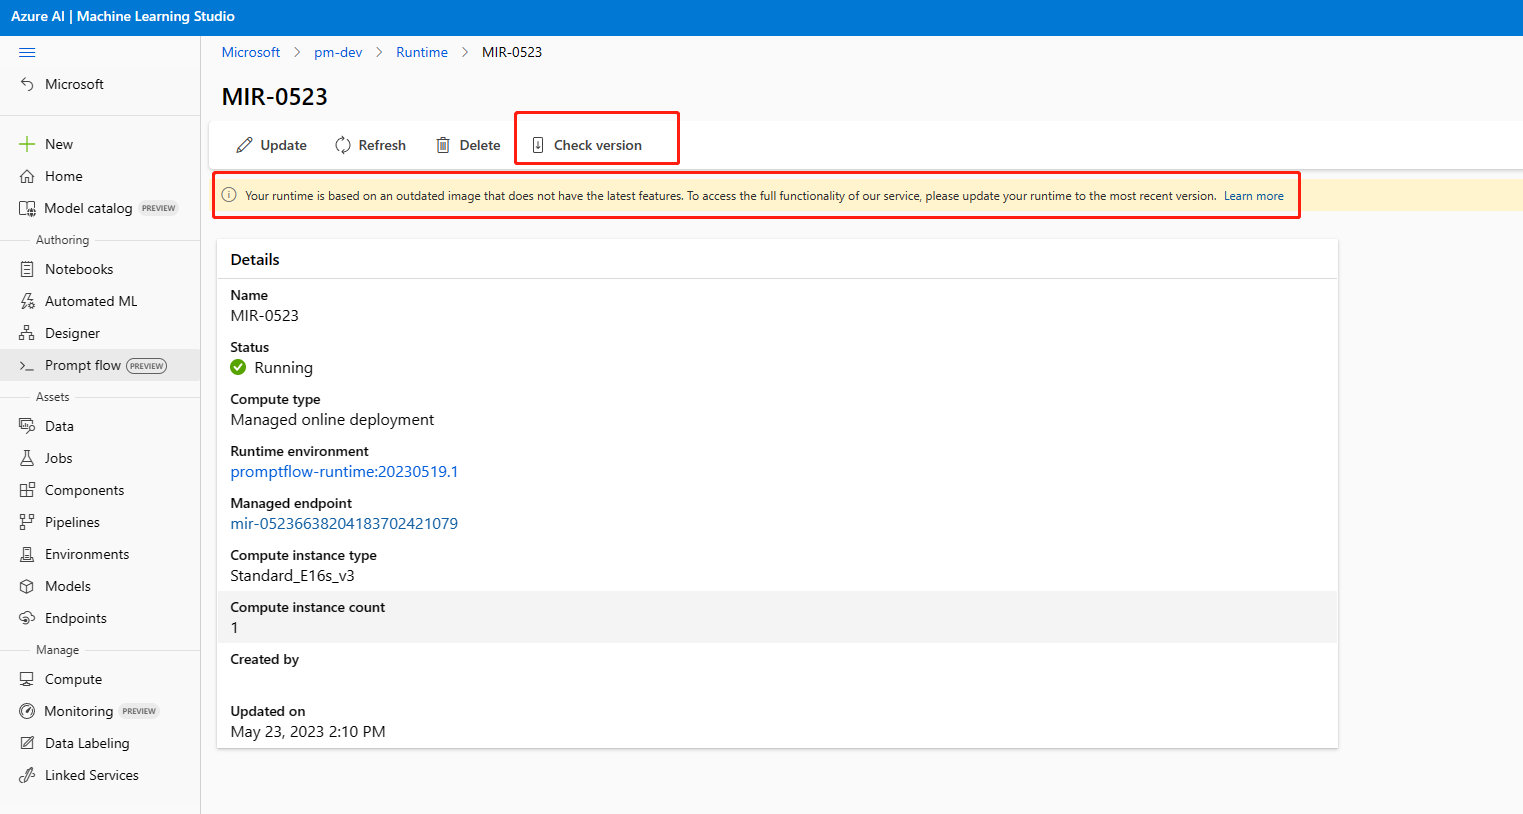 Azure AI | Machine Learning Studio
Microsoft
New
Home
Model catalog PREVIEW
Authoring
Notebooks
Automated ML
Designer
Prompt flow PREVIEW
Assets
Data
Jobs
Components
Pipelines
Environments
Models
Endpoints
Manage
Compute
Monitoring PREVIEW
Data Labeling
Linked Services
Microsoft > pm-dev > Runtime > MIR-0523
MIR-0523
Update Refresh Delete Check version
Your runtime is based on an outdated image that does not have the latest features. To access the full functionality of our service, please update your runtime to the most recent version. Learn more
Details
Name
MIR-0523
Status
Running
Compute type
Managed online deployment
Runtime environment
promptflow-runtime:20230519.1
Managed endpoint
mir-05236638204183702421079
Compute instance type
Standard_E16s_v3
Compute instance count
1
Created by
Updated on
May 23, 2023 2:10 PM